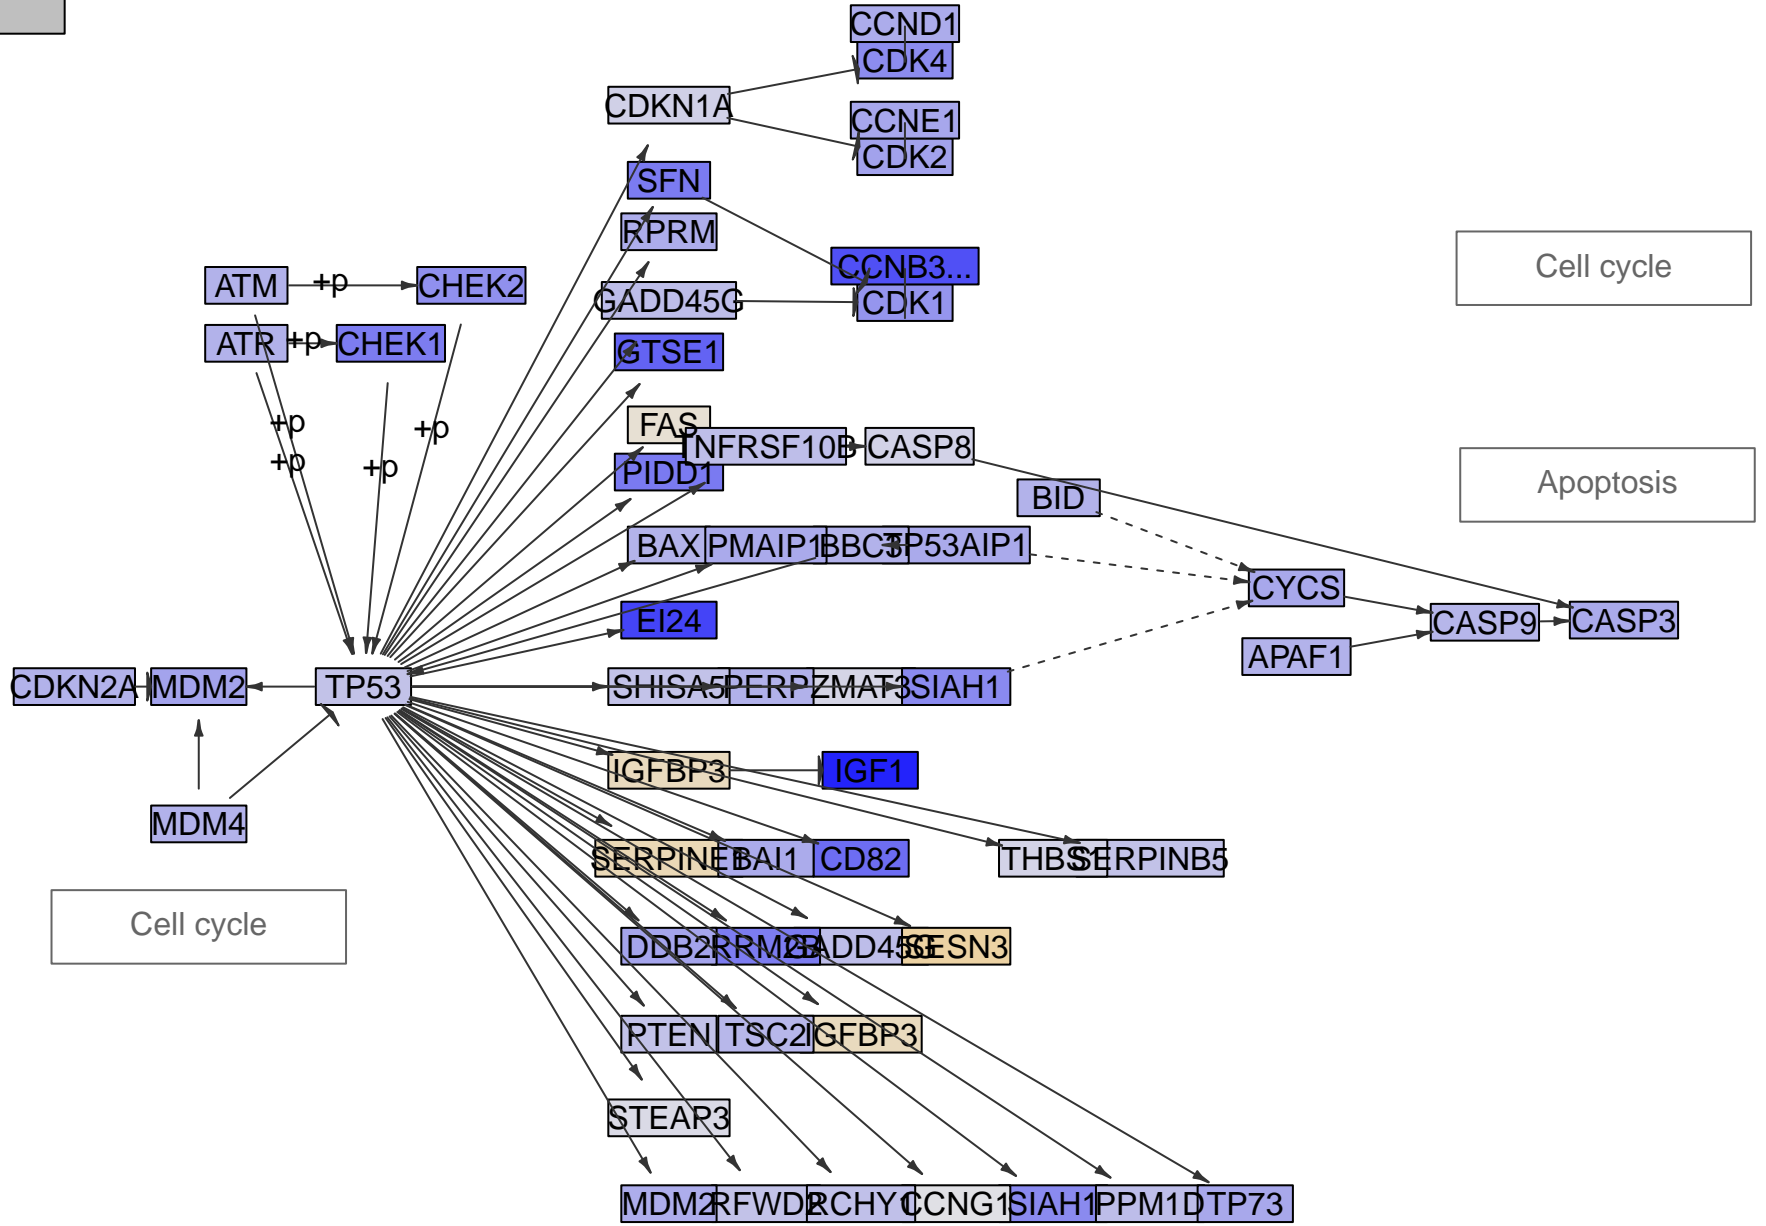 CCND1
CDK4
CDKN1A
CCNE1
CDK2
SFN
RPRM
CCNB3...
Cell cycle
ATM +p CHEK2
GADD45G CDK1
ATR +p CHEK1
GTSE1
+p +p FAS
TNFRSF10B CASP8
+p +p PIDD1
Apoptosis
BID
BAX PMAIP1 BBC3 TP53AIP1
CYCS
EI24 CASP9 CASP3
APAF1
CDKN2A MDM2 TP53 SHISA5 PERP ZMAT3 SIAH1
IGFBP3 IGF1
MDM4
SERPINE1 BAI1 CD82 THBS1 SERPINB5
Cell cycle
DDB2 RRM2B GADD45G SESN3
PTEN TSC2 IGFBP3
STEAP3
MDM2 RFWD2 RCHY1 CCNG1 SIAH1 PPM1D TP73